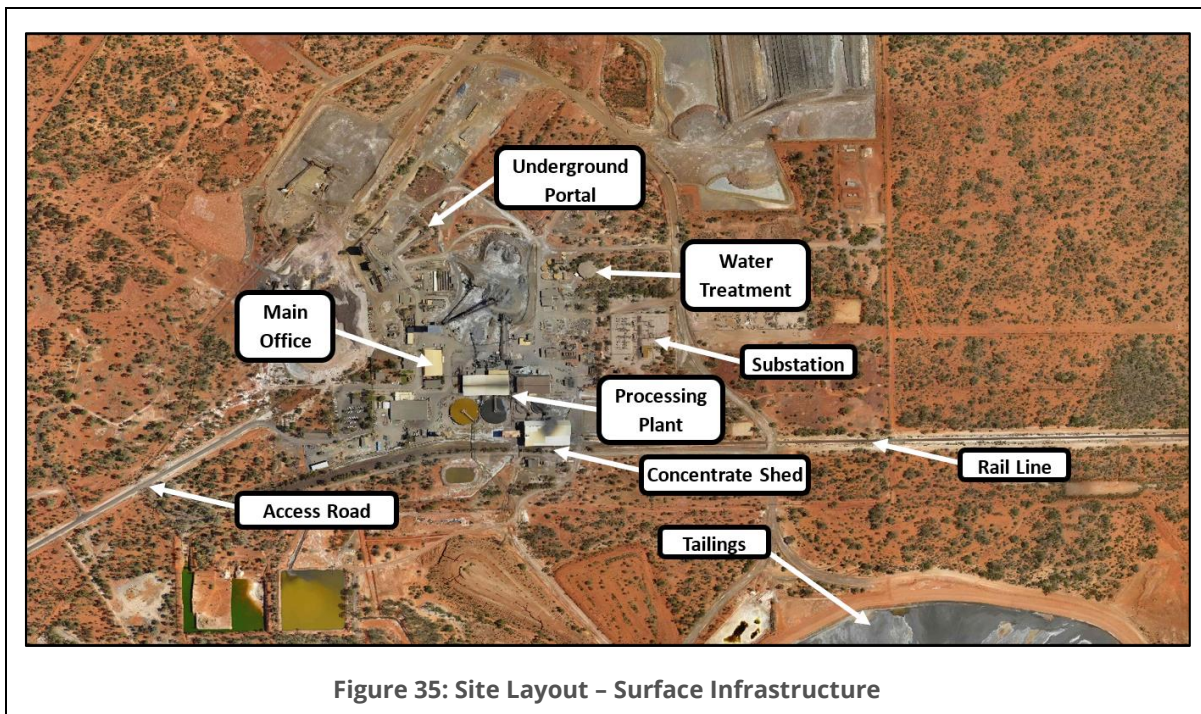 Underground
Portal
Water
Treatment
Main
Office
Substation
Processing
Plant
Rail Line
Concentrate Shed
Access Road
Tailings
Figure 35: Site Layout – Surface Infrastructure